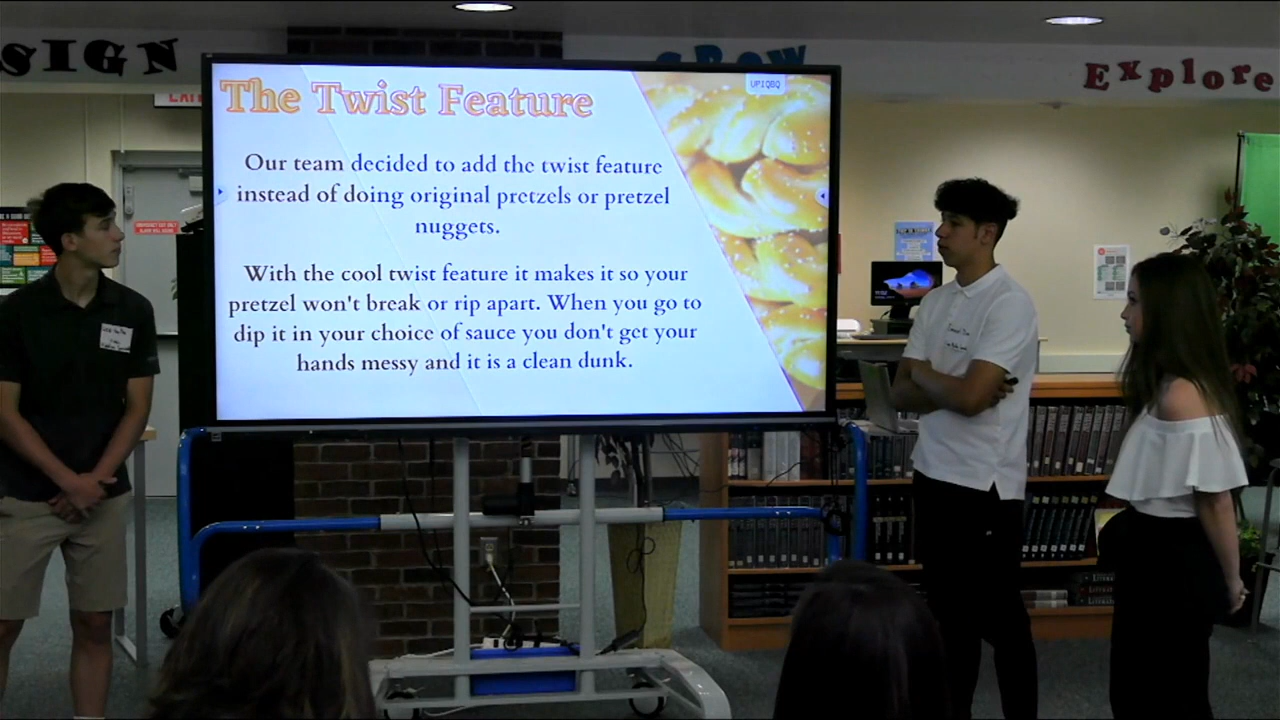 SIGN
GROW
Explore
EXIT
The Twist Feature
UPIQBQ
Our team decided to add the twist feature
instead of doing original pretzels or pretzel
nuggets.
With the cool twist feature it makes it so your
pretzel won't break or rip apart. When you go to
dip it in your choice of sauce you don't get your
hands messy and it is a clean dunk.